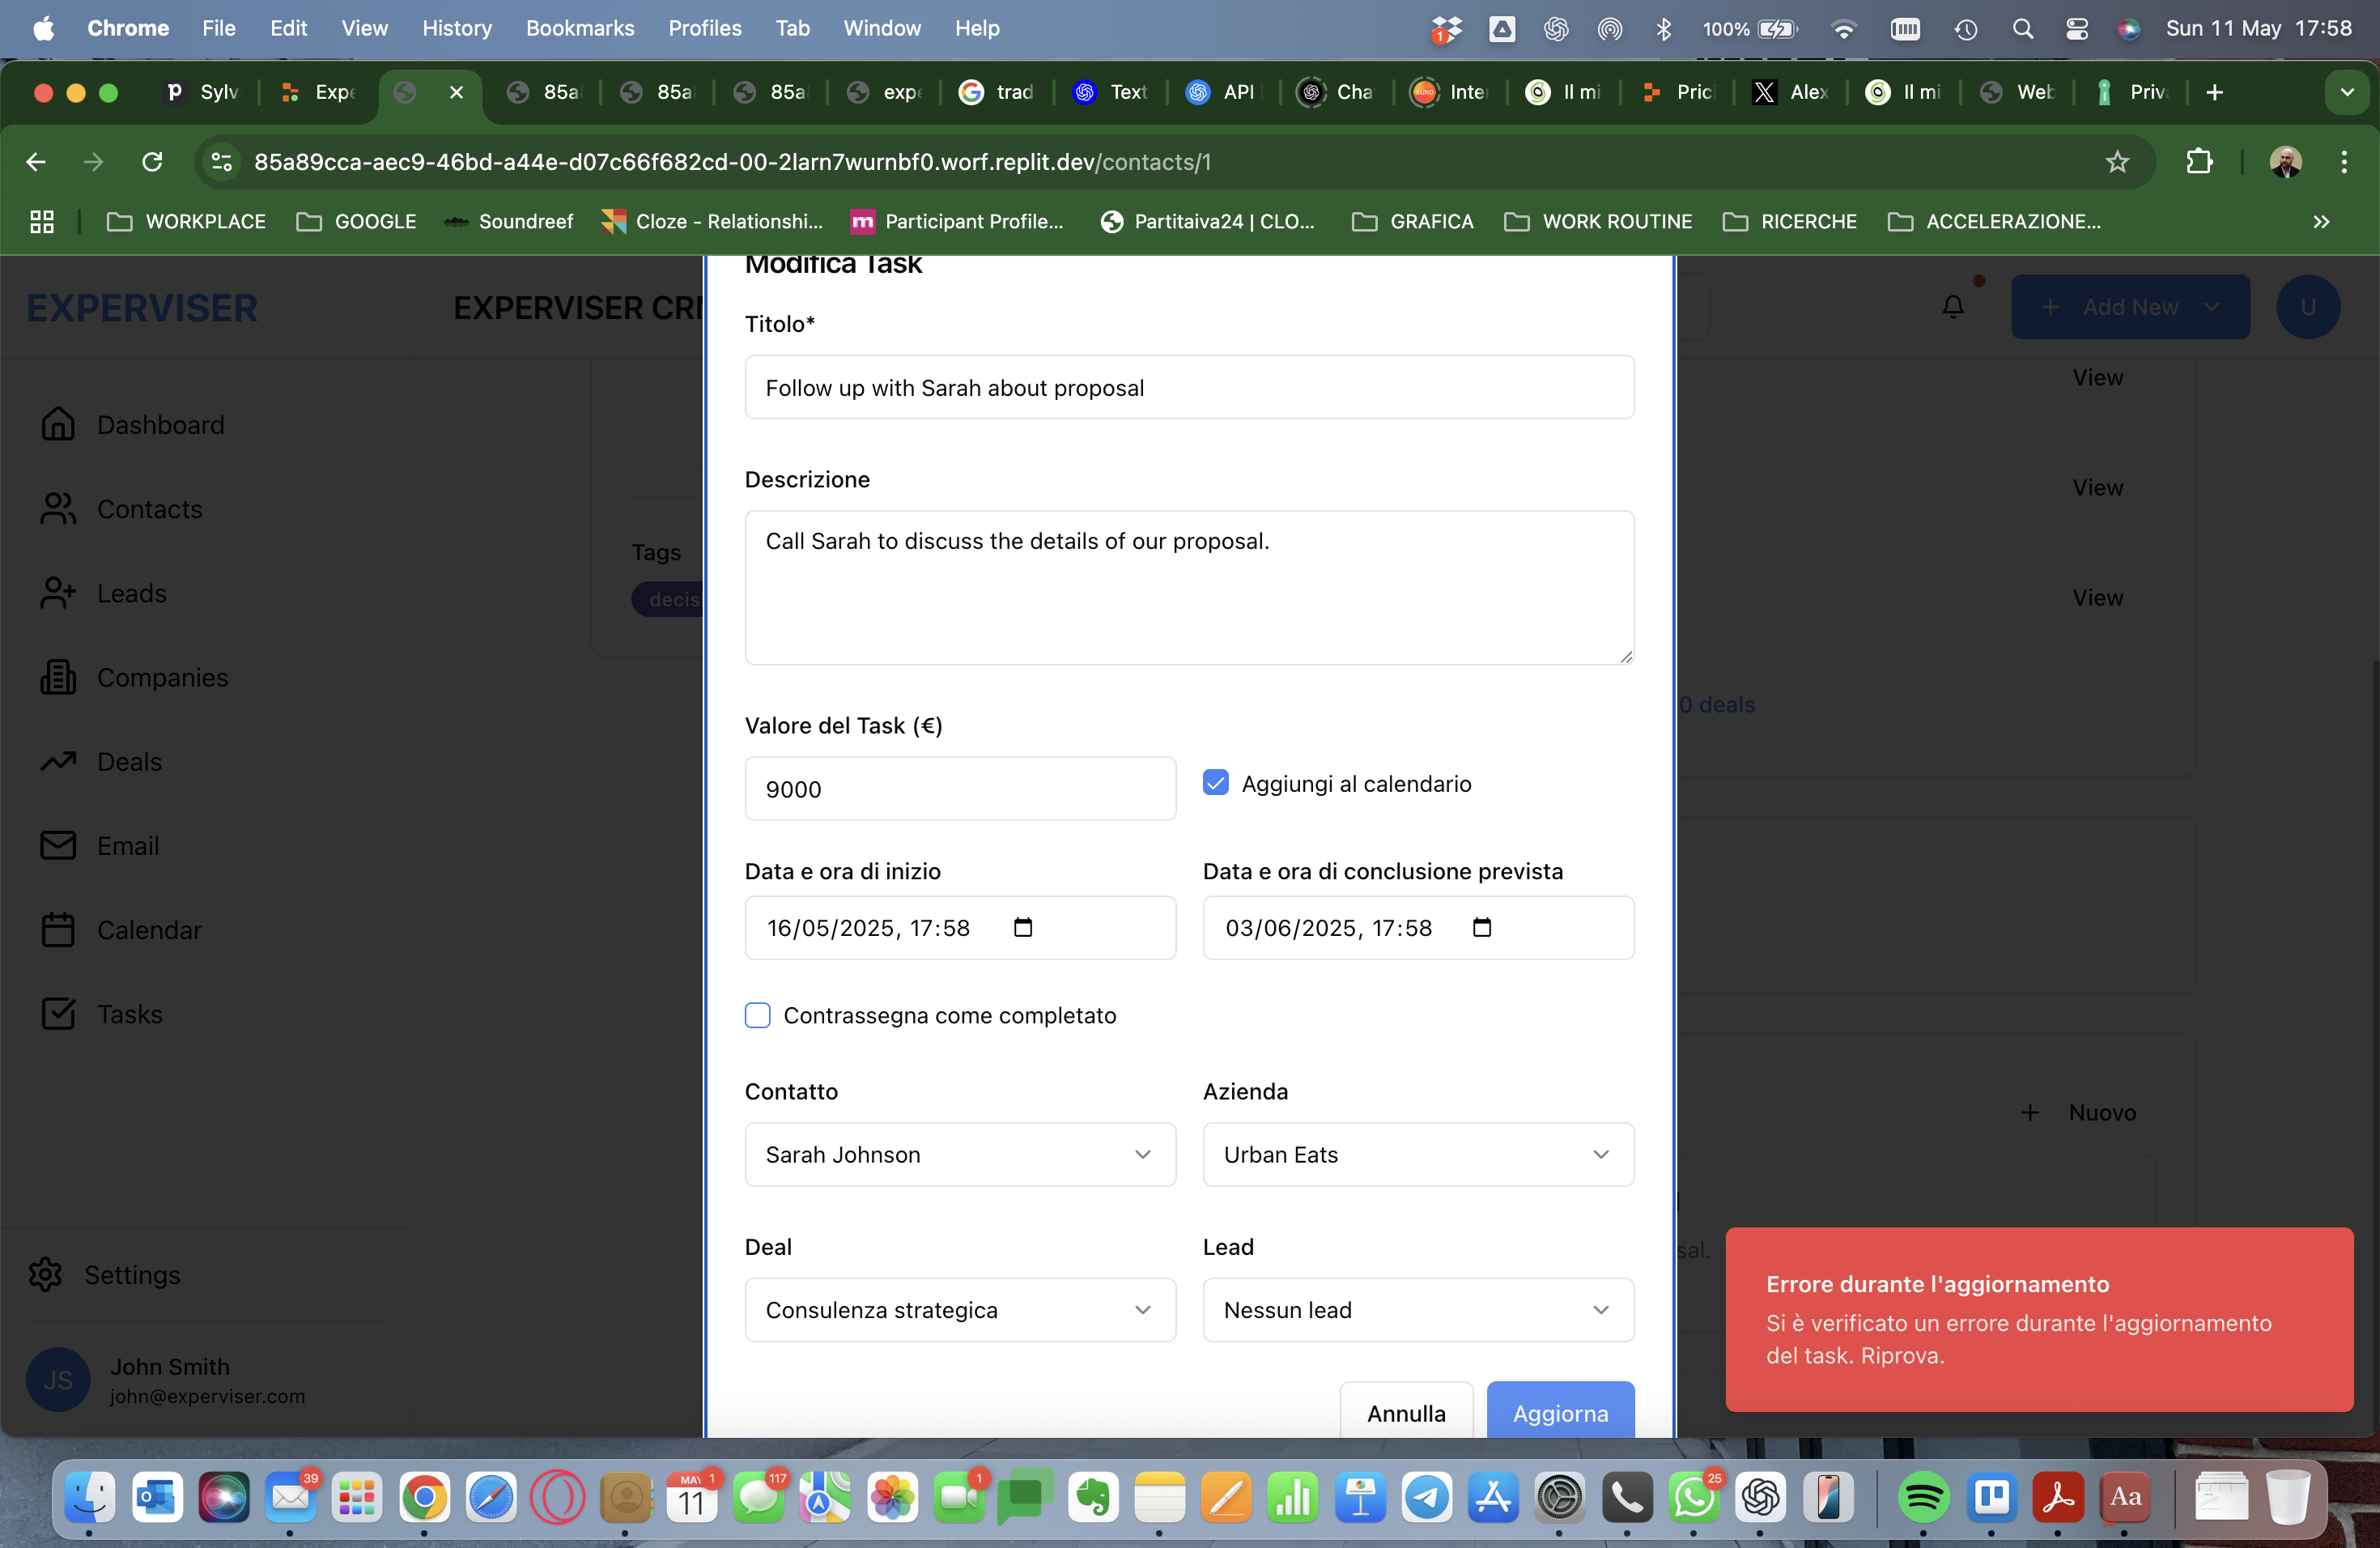 Chrome File Edit View History Bookmarks Profiles Tab Window Help 1 100% Sun 11 May 17:58
Sylv Expe 85a 85a 85a expe trad Text API Cha Inte Il mi Prici Alex Il mi Web Priv
85a89cca-aec9-46bd-a44e-d07c66f682cd-00-2larn7wurnbf0.worf.replit.dev/contacts/1
WORKPLACE GOOGLE Soundreef Cloze - Relationshi... Participant Profile... Partitaiva24 | CLO... GRAFICA WORK ROUTINE RICERCHE ACCELERAZIONE...
EXPERVISER
Dashboard
Contacts
Leads
Companies
Deals
Email
Calendar
Tasks
Settings
JS
John Smith
john@experviser.com
EXPERVISER CRM
Add New
U
Tags
decis
View
View
View
0 deals
Nuovo
sal.
Modifica Task
Titolo*
Follow up with Sarah about proposal
Descrizione
Call Sarah to discuss the details of our proposal.
Valore del Task (€)
9000
Aggiungi al calendario
Data e ora di inizio
16/05/2025, 17:58
Data e ora di conclusione prevista
03/06/2025, 17:58
Contrassegna come completato
Contatto
Sarah Johnson
Azienda
Urban Eats
Deal
Consulenza strategica
Lead
Nessun lead
Annulla
Aggiorna
Errore durante l'aggiornamento
Si è verificato un errore durante l'aggiornamento
del task. Riprova.
39 MAY 11 1 117 1 25 Aa